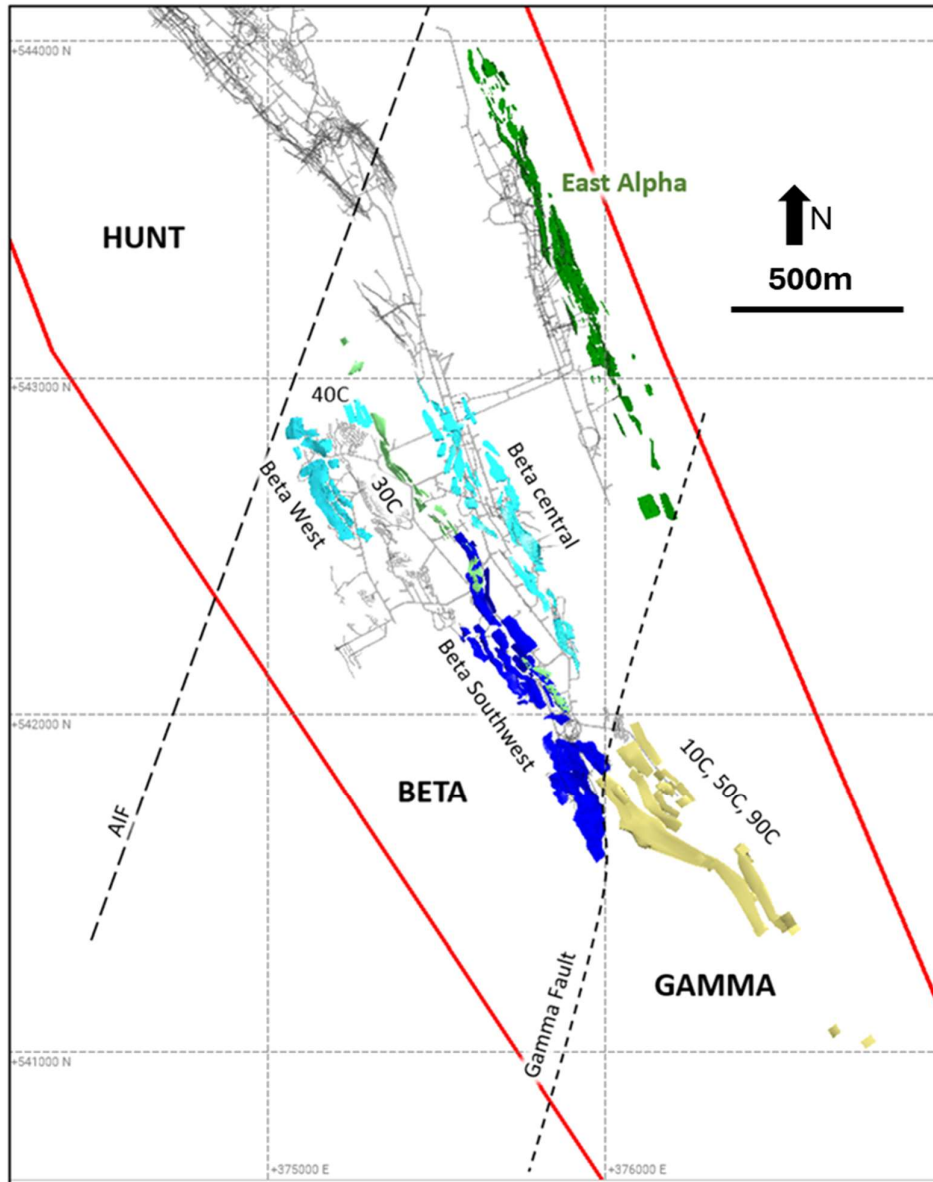 +544000 N
East Alpha
HUNT
N
500m
+543000 N
40C
Beta West
30C
Beta central
Beta Southwest
+542000 N
10C, 50C, 90C
BETA
AIF
GAMMA
Gamma Fault
+541000 N
+375000 E
+376000 E